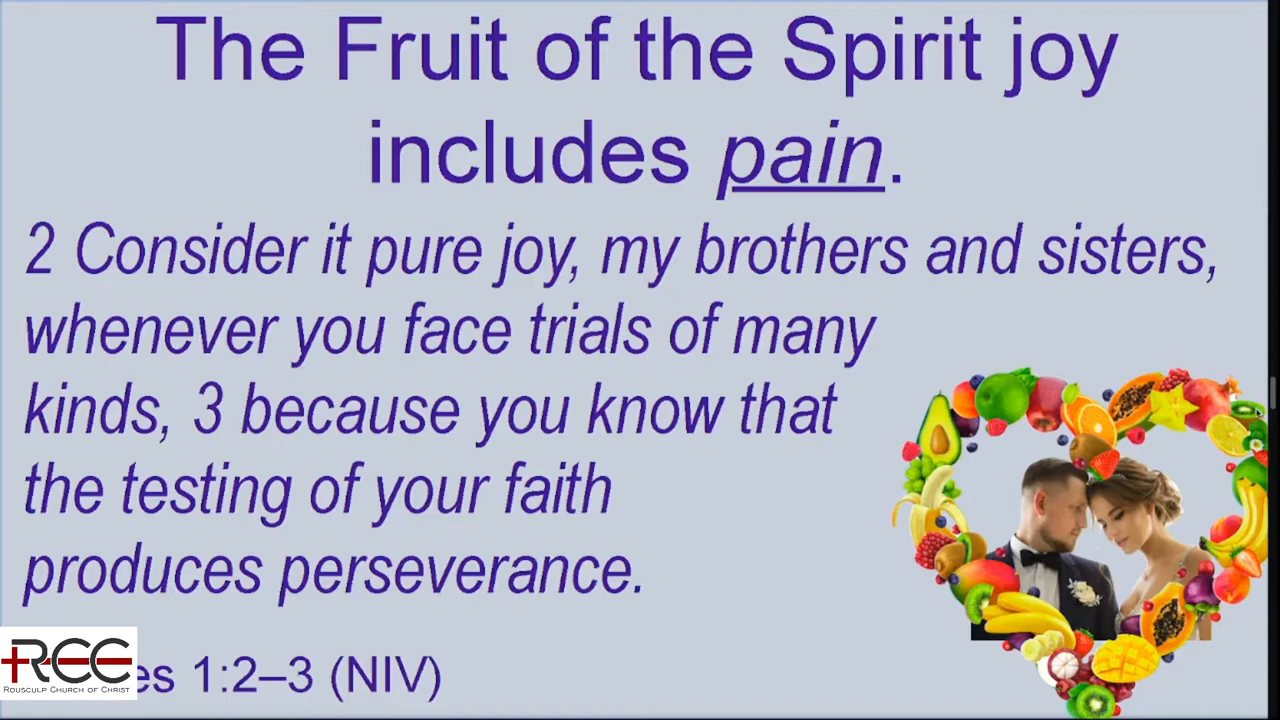 The Fruit of the Spirit joy
includes pain.
2 Consider it pure joy, my brothers and sisters,
whenever you face trials of many
kinds, 3 because you know that
the testing of your faith
produces perseverance.
es 1:2–3 (NIV)
RCC
Rousculp Church of Christ